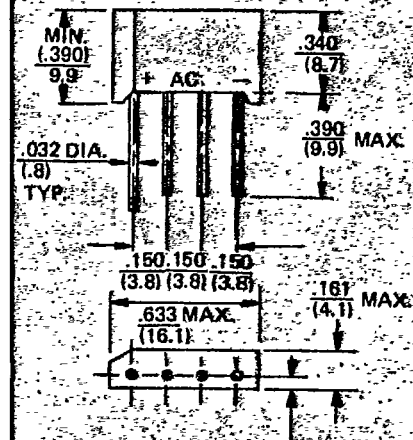 MIN.
(.390)
9.9
.340
(8.7)
+ AC. −
.390 MAX.
(9.9)
.032 DIA.
(.8)
TYP.
.150 .150 .150
(3.8) (3.8) (3.8)
.161 MAX.
(4.1)
.633 MAX.
(16.1)